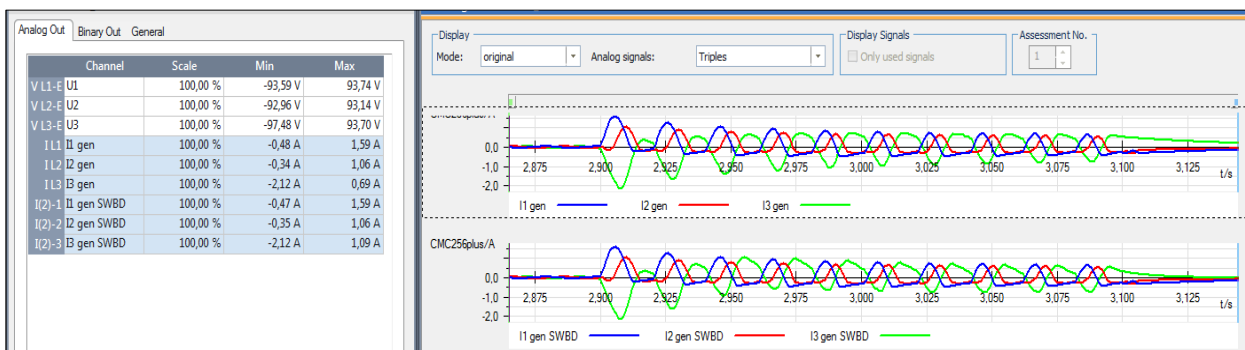 Analog Out Binary Out General
Channel Scale Min Max
V L1-E U1 100,00 % -93,59 V 93,74 V
V L2-E U2 100,00 % -92,96 V 93,14 V
V L3-E U3 100,00 % -97,48 V 93,70 V
I L1 I1 gen 100,00 % -0,48 A 1,59 A
I L2 I2 gen 100,00 % -0,34 A 1,06 A
I L3 I3 gen 100,00 % -2,12 A 0,69 A
I(2)-1 I1 gen SWBD 100,00 % -0,47 A 1,59 A
I(2)-2 I2 gen SWBD 100,00 % -0,35 A 1,06 A
I(2)-3 I3 gen SWBD 100,00 % -2,12 A 1,09 A
Display
Mode: original Analog signals: Triples
Display Signals
Only used signals
Assessment No.
1
CMC256plus/A
0,0
-1,0
-2,0
2,875 2,900 2,925 2,950 2,975 3,000 3,025 3,050 3,075 3,100 3,125
t/s
I1 gen I2 gen I3 gen
CMC256plus/A
0,0
-1,0
-2,0
2,875 2,900 2,925 2,950 2,975 3,000 3,025 3,050 3,075 3,100 3,125
t/s
I1 gen SWBD I2 gen SWBD I3 gen SWBD